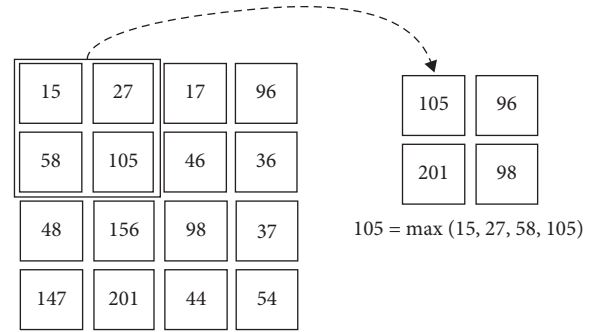 15 27 17 96
58 105 46 36
48 156 98 37
147 201 44 54
105 96
201 98
105 = max (15, 27, 58, 105)